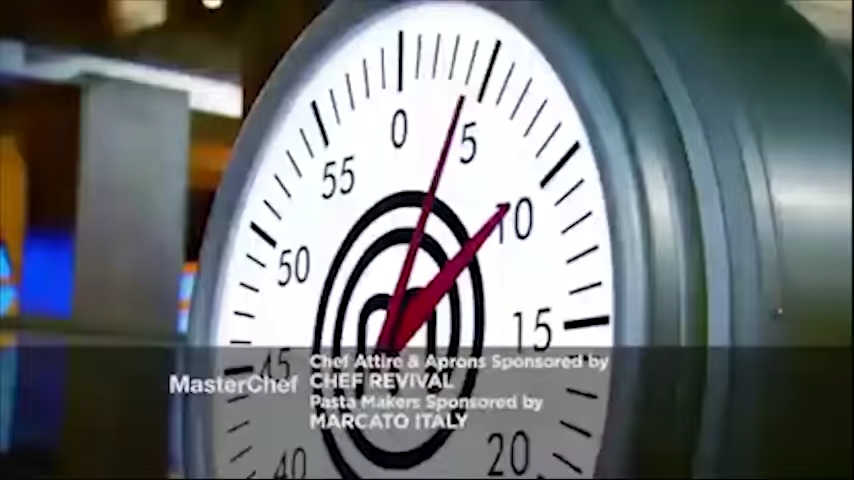 0
5
55
10
50
15
45
Chef Attire & Aprons Sponsored by
MasterChef CHEF REVIVAL
Pasta Makers Sponsored by
MARCATO ITALY
20
40